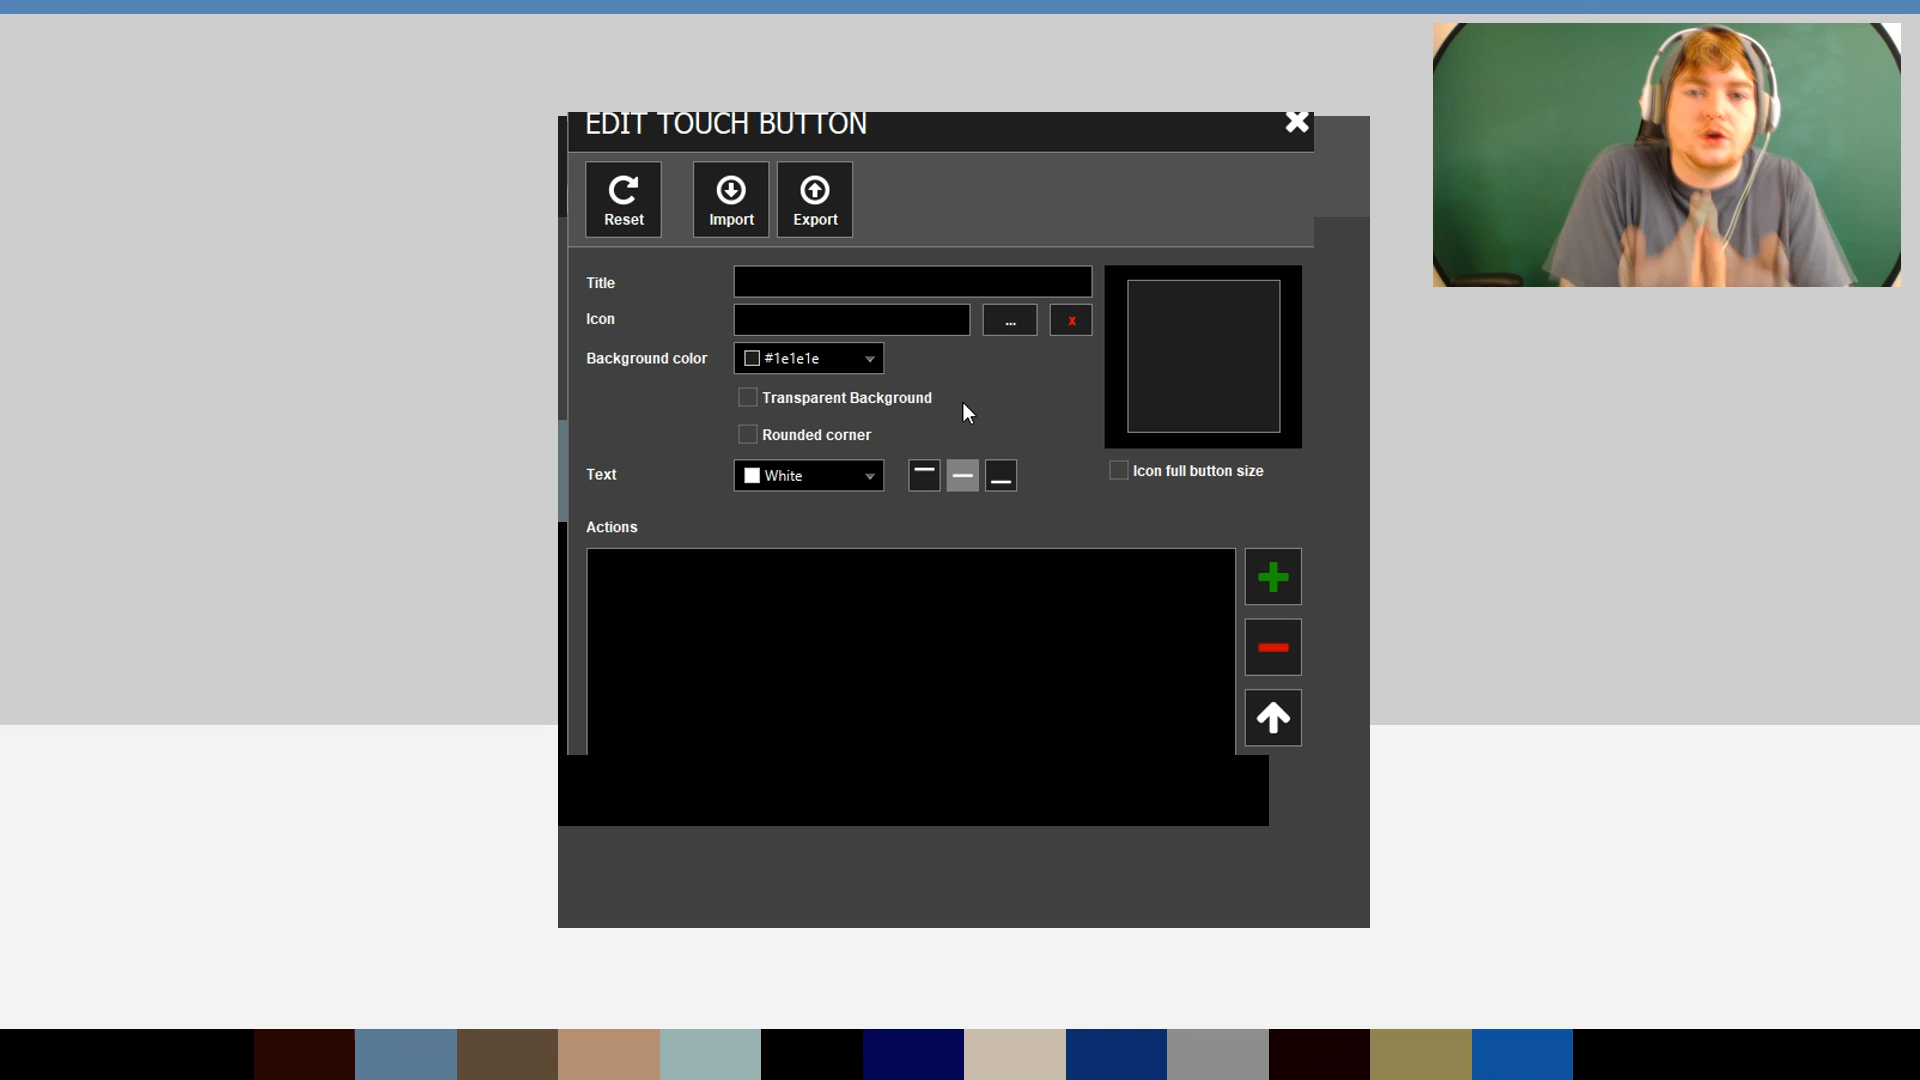 EDIT TOUCH BUTTON
Reset
Import
Export
Title
Icon
...
x
Background color
#1e1e1e
Transparent Background
Rounded corner
Text
White
Icon full button size
Actions